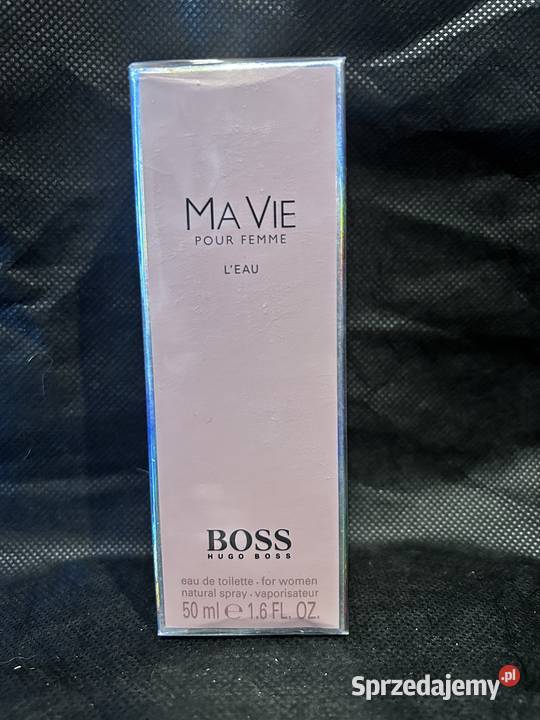 MA VIE
POUR FEMME
L'EAU
BOSS
HUGO BOSS
eau de toilette · for women
natural spray · vaporisateur
50 ml ℮ 1.6 FL. OZ.
Sprzedajemy.pl